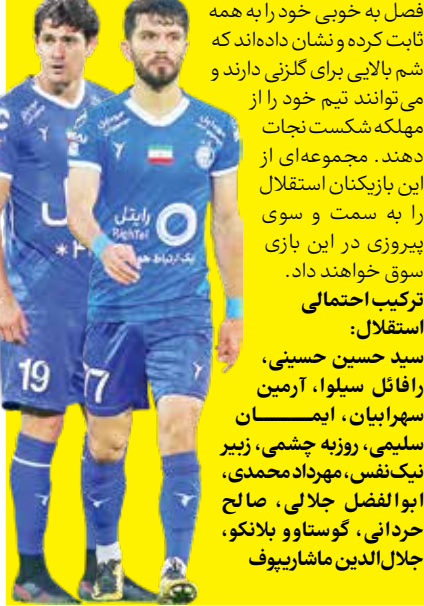 فصل به خوبی خود را به همه
ثابت کرده و نشان داده‌اند که
شم بالایی برای گلزنی دارند و
می‌توانند تیم خود را از
مهلکه شکست نجات
دهند. مجموعه‌ای از
این بازیکنان استقلال
را به سمت و سوی
پیروزی در این بازی
سوق خواهند داد.
ترکیب احتمالی
استقلال:
سید حسین حسینی،
رافائل سیلوا، آرمین
سهرابیان، ایمـــــــان
سلیمی، روزبه چشمی، زبیر
نیک‌نفس، مهرداد محمدی،
ابوالفضل جلالی، صالح
حردانی، گوستاوو بلانکو،
جلال‌الدین ماشاریپوف
رایتل
RighTel
19
77